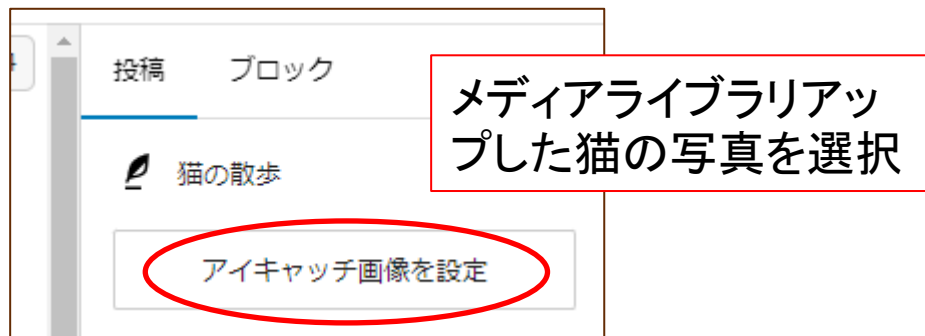 投稿 ブロック
メディアライブラリアッ
プした猫の写真を選択
猫の散歩
アイキャッチ画像を設定